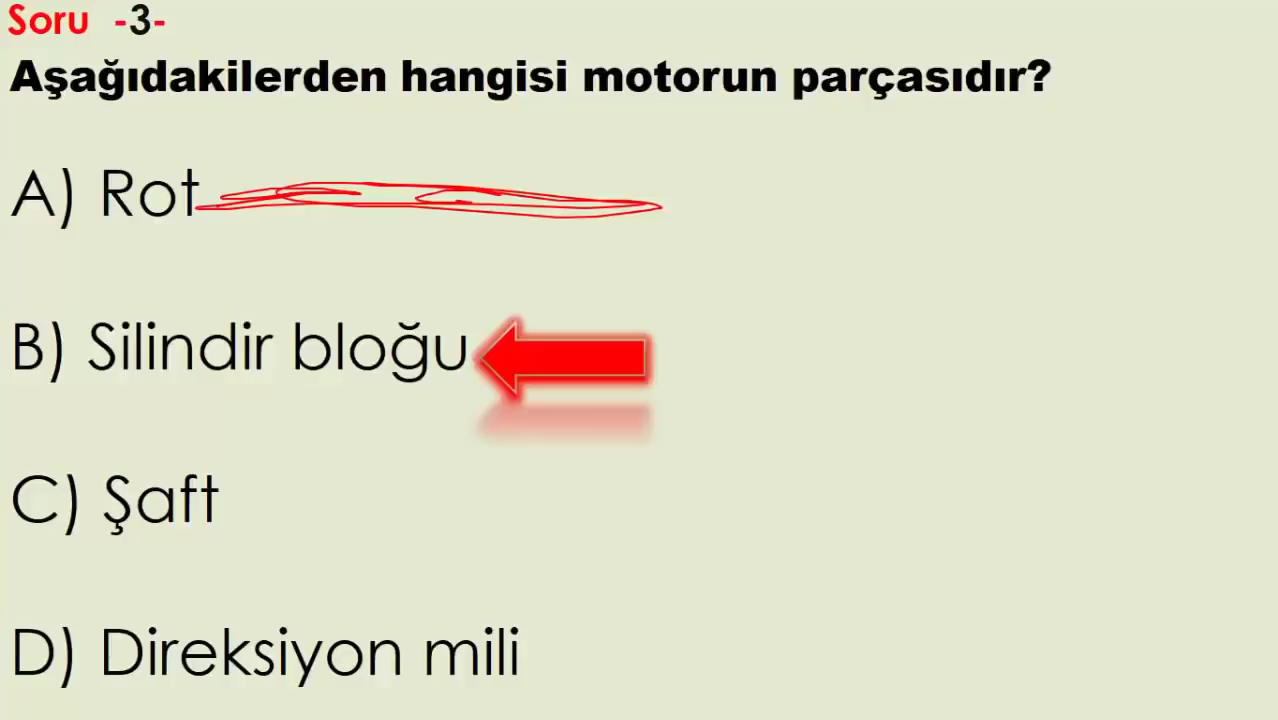 Soru -3-
Aşağıdakilerden hangisi motorun parçasıdır?
A) Rot
B) Silindir bloğu
C) Şaft
D) Direksiyon mili